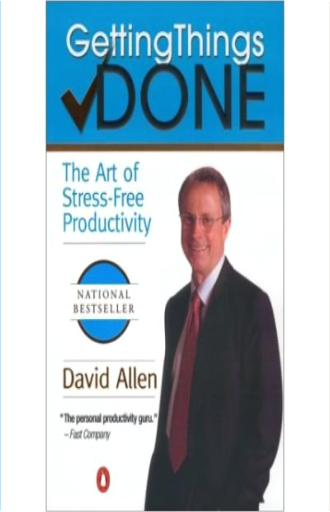 GettingThings
DONE
The Art of
Stress-Free
Productivity
NATIONAL
BESTSELLER
David Allen
"The personal productivity guru."
– Fast Company